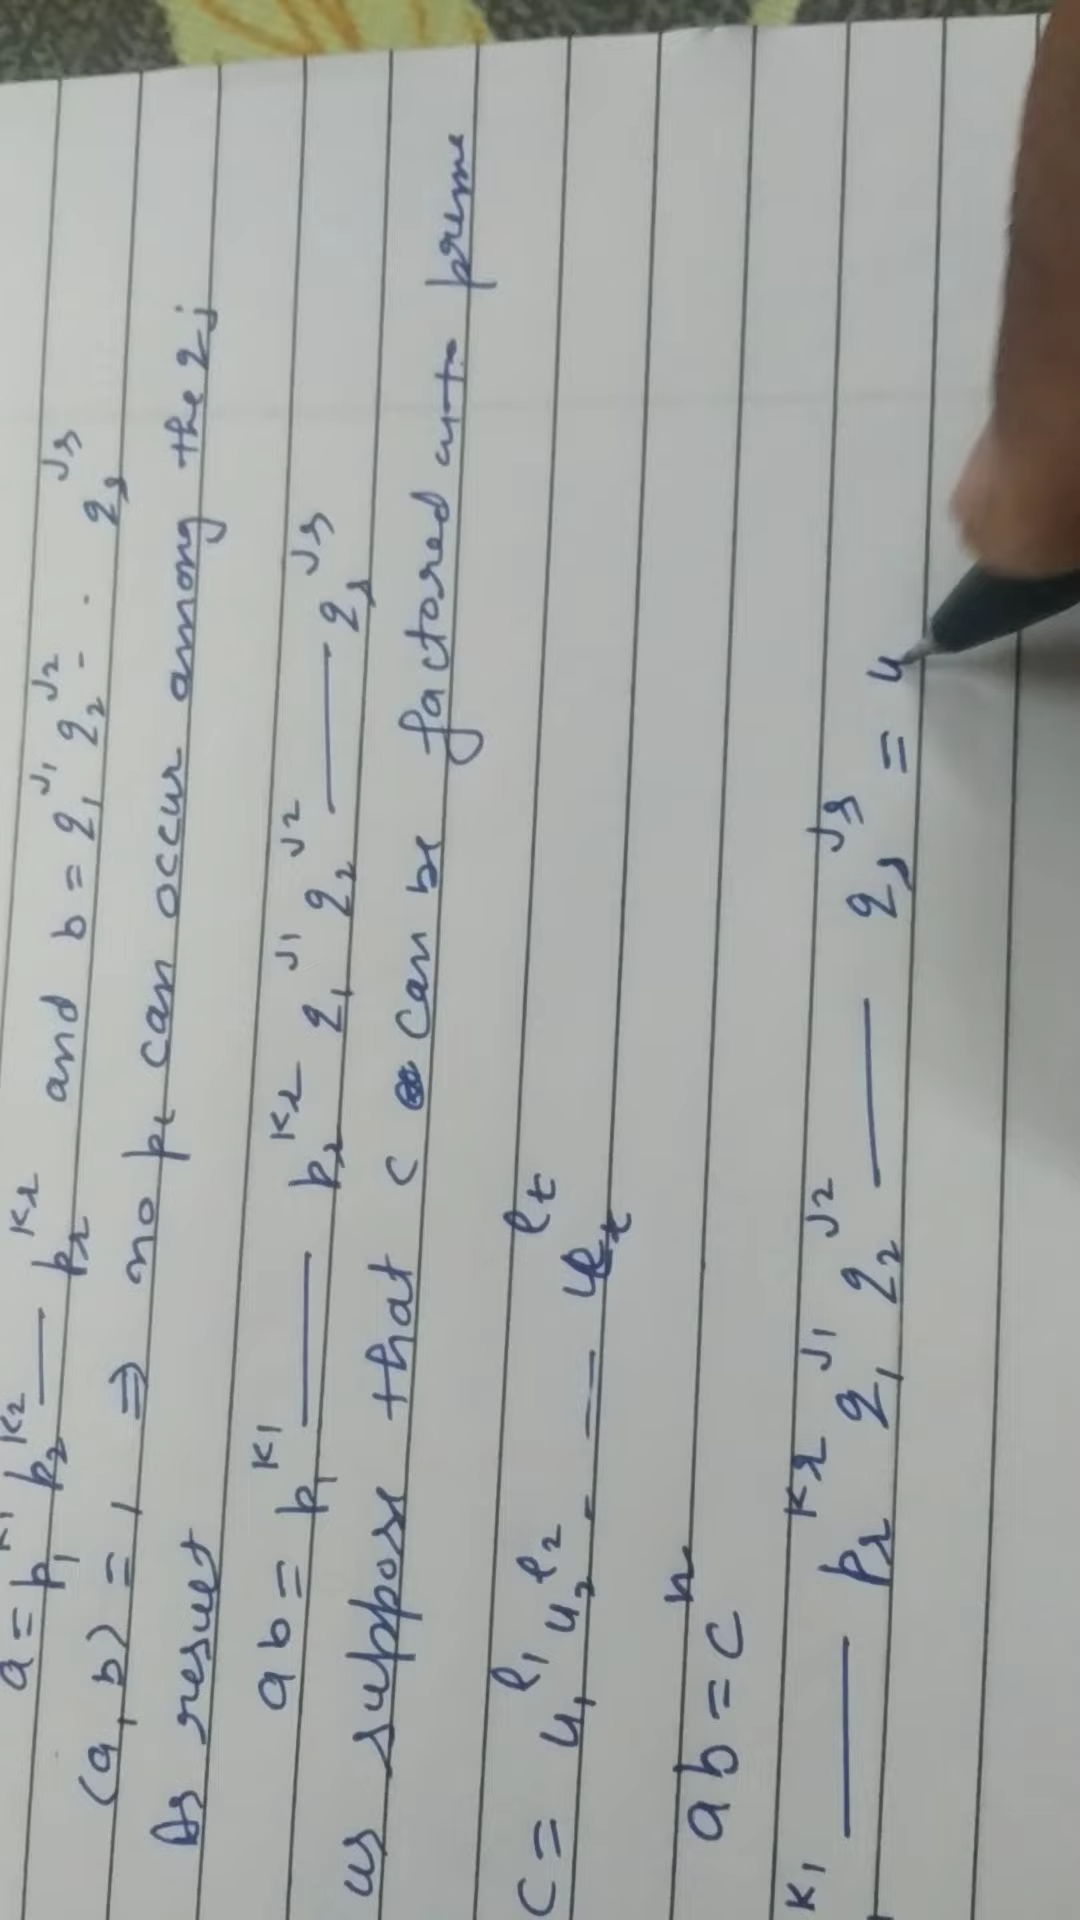 a = p₁^k₁ p₂^k₂ — pᵣ^kᵣ and b = q₁^J₁ q₂^J₂ - . qₛ^Jₛ
(a, b) = 1 ⇒ no pᵢ can occur among the qⱼ
As result
ab = p₁^k₁ — pᵣ^kᵣ q₁^J₁ q₂^J₂ — qₛ^Jₛ
us suppose that c can be factored prime
c = u₁^l₁ u₂^l₂ - - — uₜ^lₜ
ab = cⁿ
k₁ — pᵣ^kᵣ q₁^J₁ q₂^J₂ — qₛ^Jₛ = u